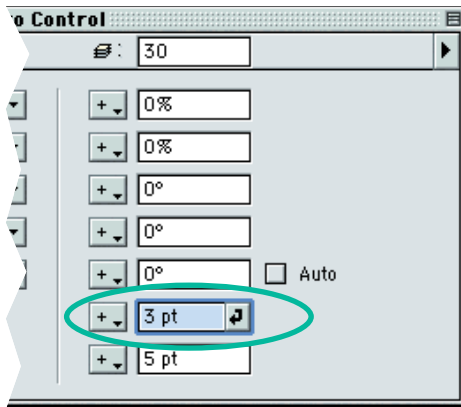 o Control
: 30
+ 0%
+ 0%
+ 0°
+ 0°
+ 0° Auto
+ 3 pt
+ 5 pt